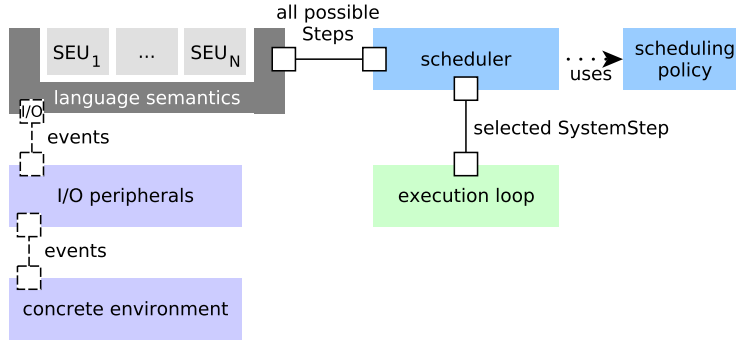 all possible
Steps
SEU1 ... SEUN
language semantics
scheduler
uses
scheduling
policy
I/O
events
selected SystemStep
I/O peripherals
execution loop
events
concrete environment